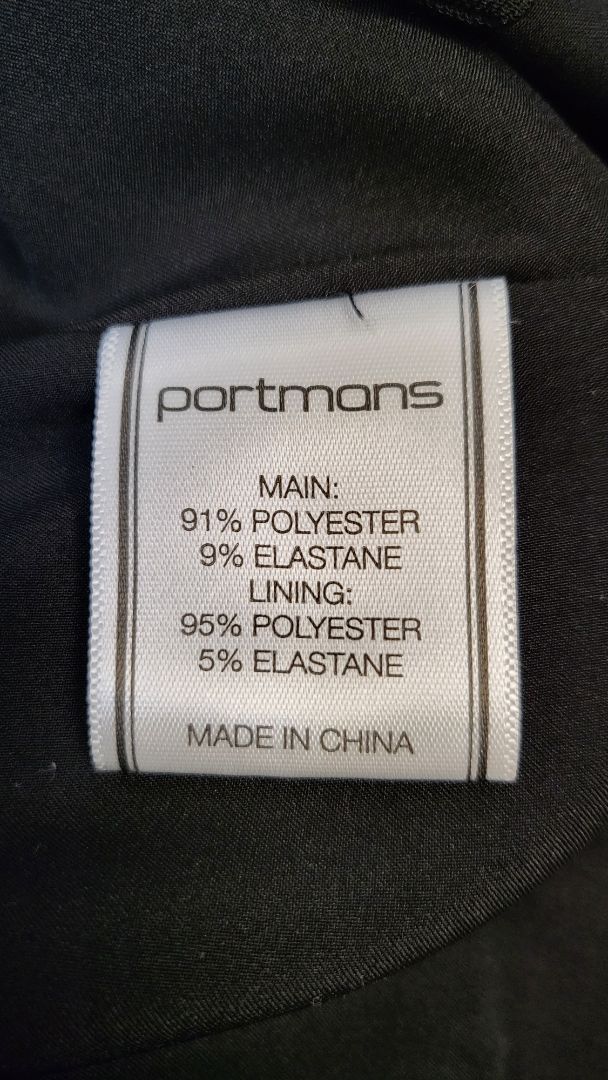 portmans
MAIN:
91% POLYESTER
9% ELASTANE
LINING:
95% POLYESTER
5% ELASTANE
MADE IN CHINA